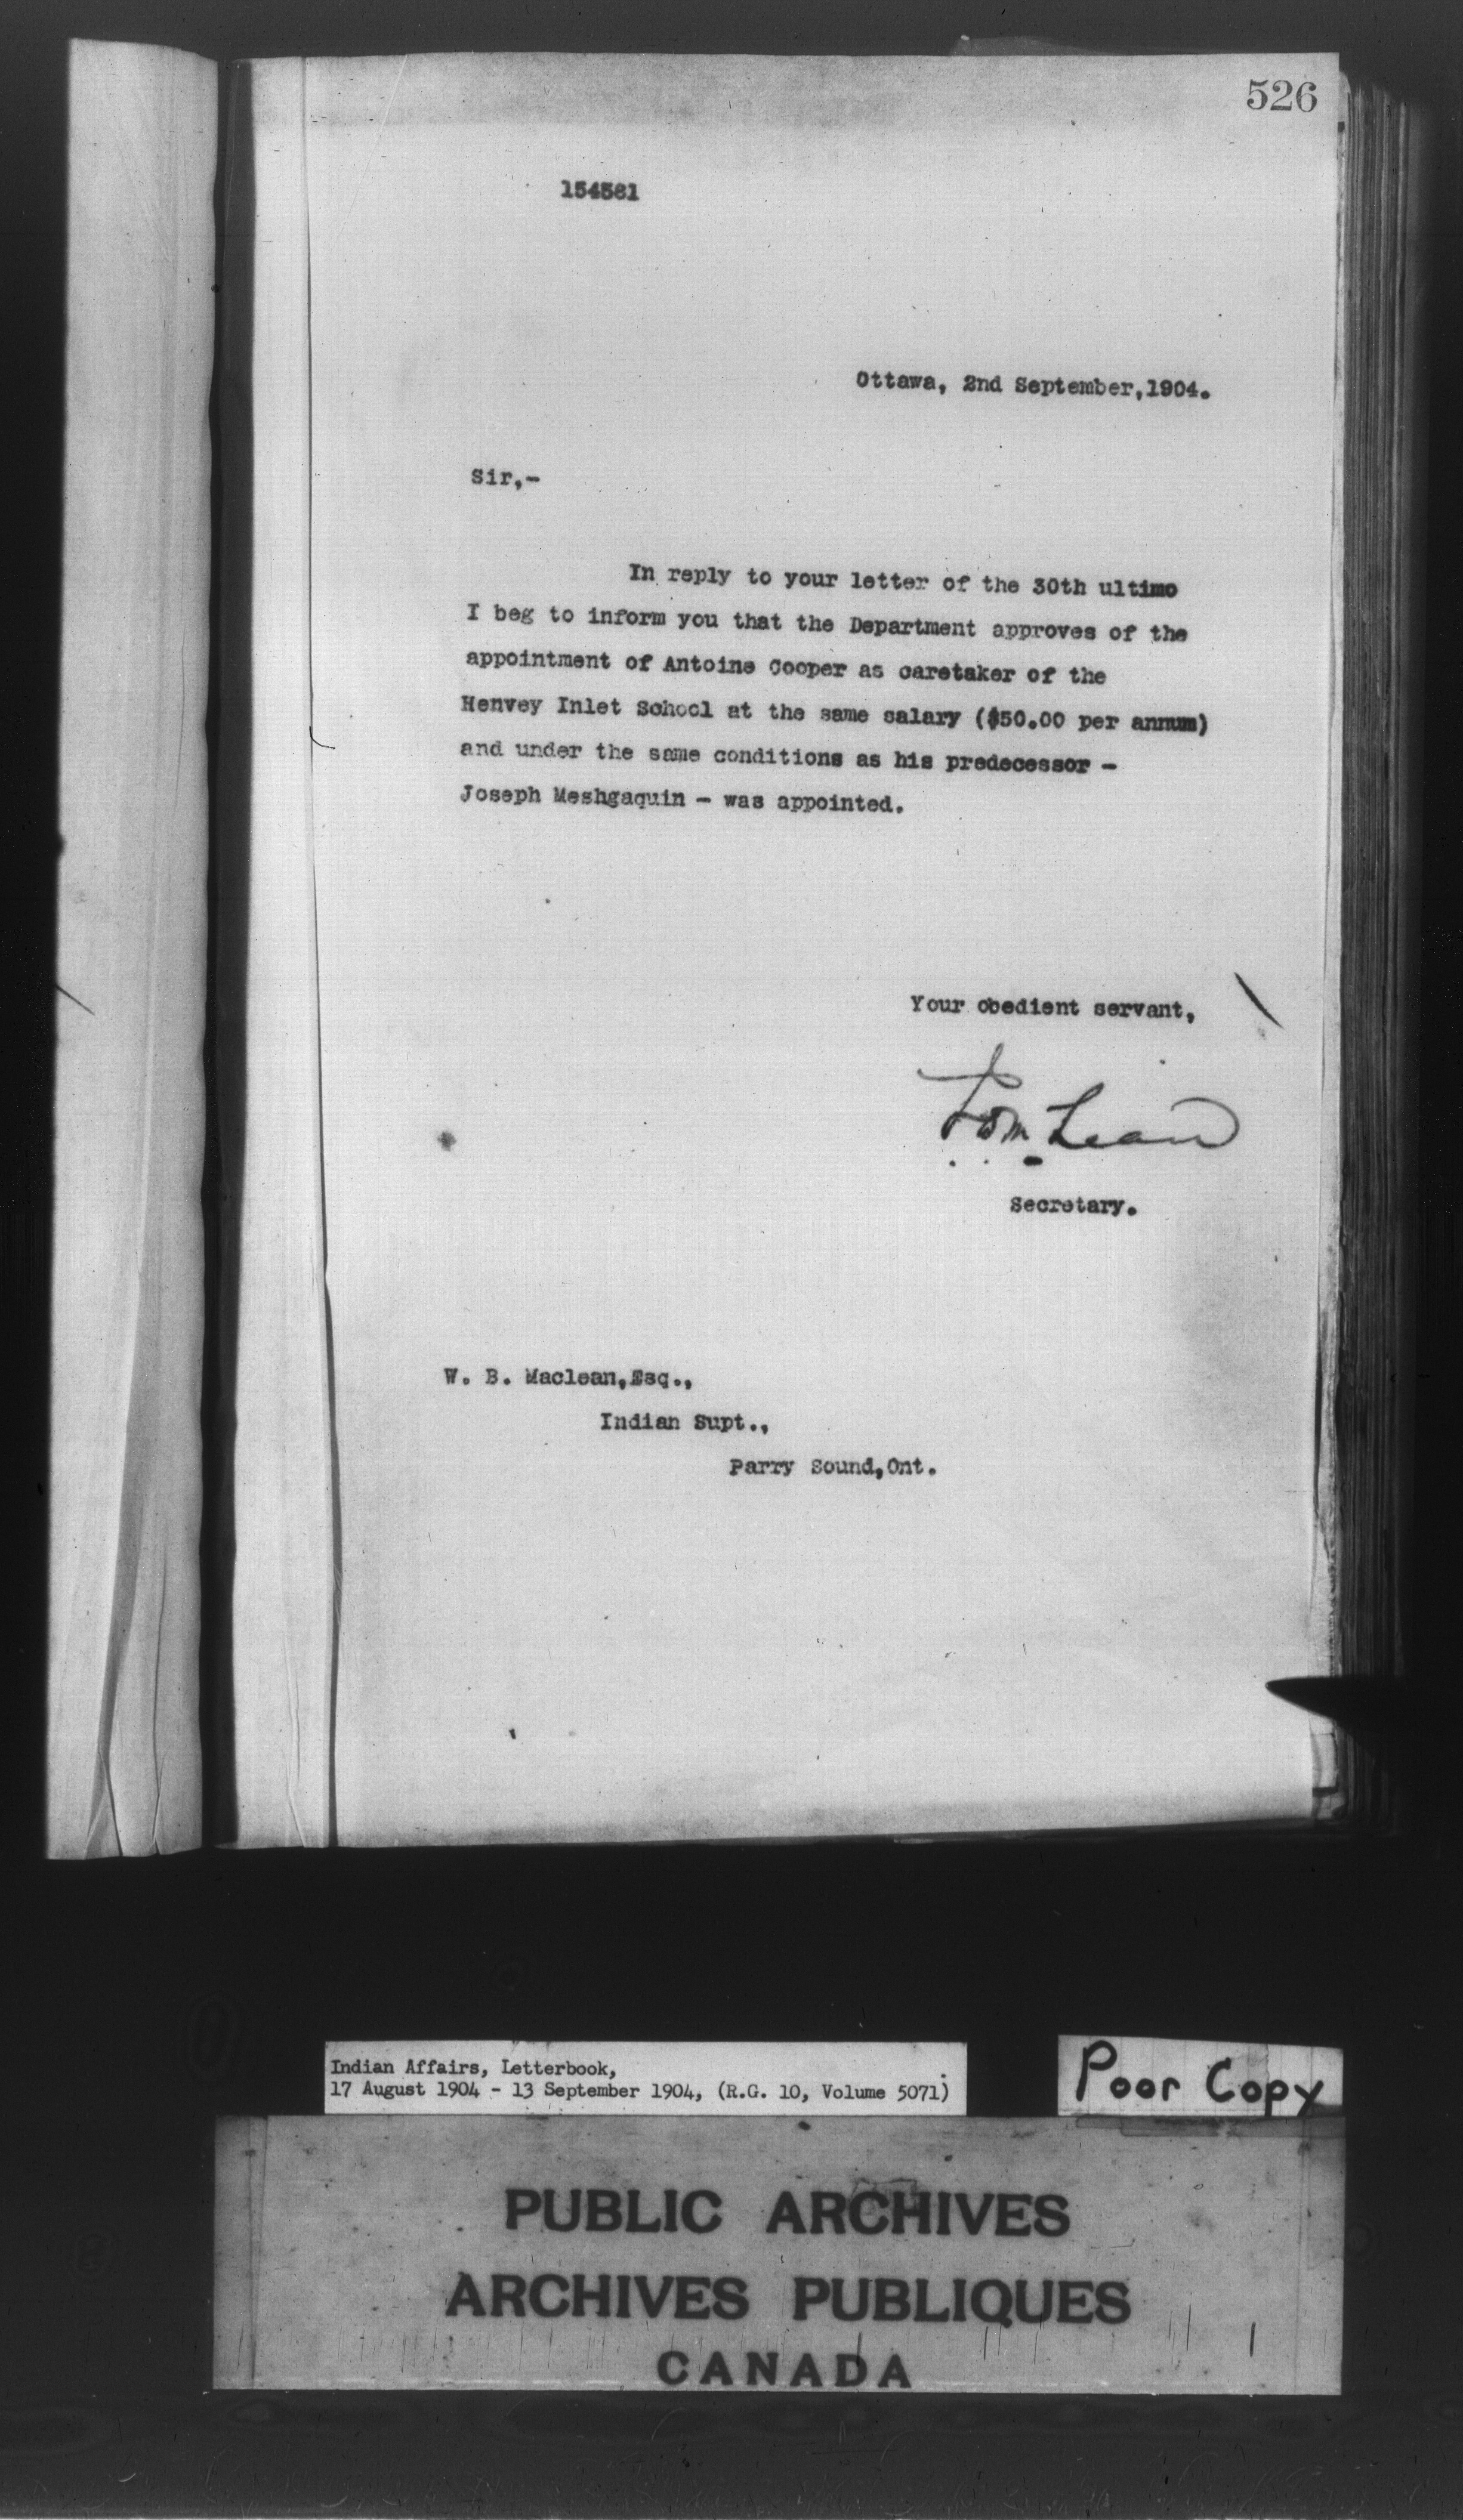 526
154561
Ottawa, 2nd September,1904.
Sir,-
In reply to your letter of the 30th ultimo
I beg to inform you that the Department approves of the
appointment of Antoine Cooper as caretaker of the
Henvey Inlet School at the same salary ($50.00 per annum)
and under the same conditions as his predecessor -
Joseph Meshgaquin - was appointed.
Your obedient servant,
Secretary.
W. B. Maclean,Esq.,
Indian Supt.,
Parry Sound,Ont.
Indian Affairs, Letterbook,
17 August 1904 - 13 September 1904, (R.G. 10, Volume 5071)
Poor Copy
PUBLIC ARCHIVES
ARCHIVES PUBLIQUES
CANADA